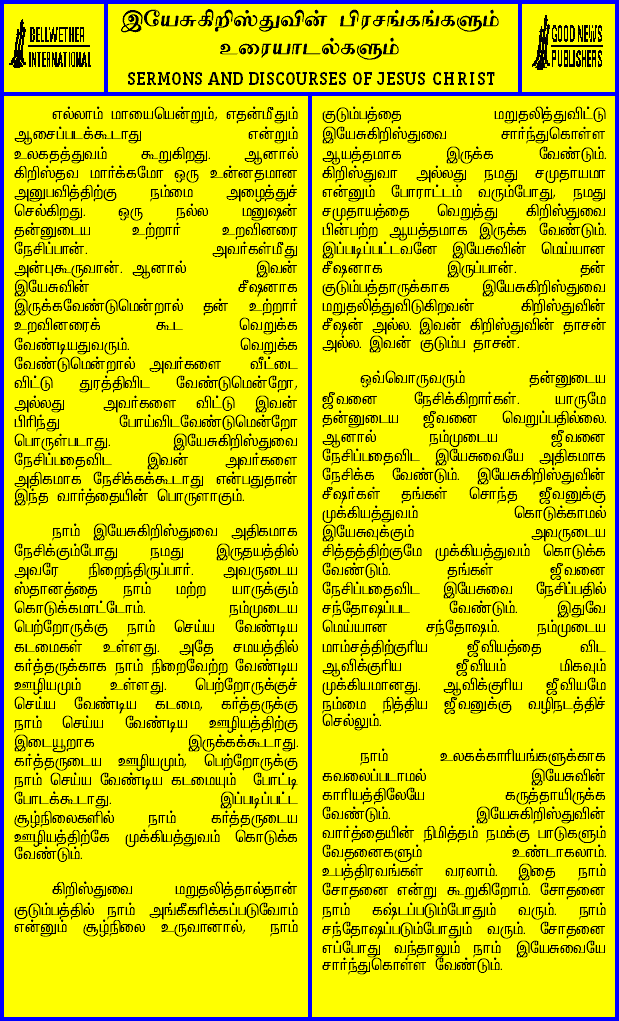 BELLWETHER
INTERNATIONAL
இயேசுகிறிஸ்துவின் பிரசங்கங்களும்
உரையாடல்களும்
SERMONS AND DISCOURSES OF JESUS CHRIST
GOOD NEWS
PUBLISHERS
எல்லாம் மாயையென்றும், எதன்மீதும்
ஆசைப்படக்கூடாது என்றும்
உலகதத்துவம் கூறுகிறது. ஆனால்
கிறிஸ்தவ மார்க்கமோ ஒரு உன்னதமான
அனுபவித்திற்கு நம்மை அழைத்துச்
செல்கிறது. ஒரு நல்ல மனுஷன்
தன்னுடைய உற்றார் உறவினரை
நேசிப்பான். அவர்கள்மீது
அன்புகூருவான். ஆனால் இவன்
இயேசுவின் சீஷனாக
இருக்கவேண்டுமென்றால் தன் உற்றார்
உறவினரைக் கூட வெறுக்க
வேண்டியதுவரும். வெறுக்க
வேண்டுமென்றால் அவர்களை வீட்டை
விட்டு துரத்திவிட வேண்டுமென்றோ,
அல்லது அவர்களை விட்டு இவன்
பிரிந்து போய்விடவேண்டுமென்றோ
பொருள்படாது. இயேசுகிறிஸ்துவை
நேசிப்பதைவிட இவன் அவர்களை
அதிகமாக நேசிக்கக்கூடாது என்பதுதான்
இந்த வார்த்தையின் பொருளாகும்.
நாம் இயேசுகிறிஸ்துவை அதிகமாக
நேசிக்கும்போது நமது இருதயத்தில்
அவரே நிறைந்திருப்பார். அவருடைய
ஸ்தானத்தை நாம் மற்ற யாருக்கும்
கொடுக்கமாட்டோம். நம்முடைய
பெற்றோருக்கு நாம் செய்ய வேண்டிய
கடமைகள் உள்ளது. அதே சமயத்தில்
கர்த்தருக்காக நாம் நிறைவேற்ற வேண்டிய
ஊழியமும் உள்ளது. பெற்றோருக்குச்
செய்ய வேண்டிய கடமை, கர்த்தருக்கு
நாம் செய்ய வேண்டிய ஊழியத்திற்கு
இடையூறாக இருக்கக்கூடாது.
கர்த்தருடைய ஊழியமும், பெற்றோருக்கு
நாம் செய்ய வேண்டிய கடமையும் போட்டி
போடக்கூடாது. இப்படிப்பட்ட
சூழ்நிலைகளில் நாம் கர்த்தருடைய
ஊழியத்திற்கே முக்கியத்துவம் கொடுக்க
வேண்டும்.
கிறிஸ்துவை மறுதலித்தால்தான்
குடும்பத்தில் நாம் அங்கீகரிக்கப்படுவோம்
என்னும் சூழ்நிலை உருவானால், நாம்
குடும்பத்தை மறுதலித்துவிட்டு
இயேசுகிறிஸ்துவை சார்ந்துகொள்ள
ஆயத்தமாக இருக்க வேண்டும்.
கிறிஸ்துவா அல்லது நமது சமுதாயமா
என்னும் போராட்டம் வரும்போது, நமது
சமுதாயத்தை வெறுத்து கிறிஸ்துவை
பின்பற்ற ஆயத்தமாக இருக்க வேண்டும்.
இப்படிப்பட்டவனே இயேசுவின் மெய்யான
சீஷனாக இருப்பான். தன்
குடும்பத்தாருக்காக இயேசுகிறிஸ்துவை
மறுதலித்துவிடுகிறவன் கிறிஸ்துவின்
சீஷன் அல்ல. இவன் கிறிஸ்துவின் தாசன்
அல்ல. இவன் குடும்ப தாசன்.
ஒவ்வொருவரும் தன்னுடைய
ஜீவனை நேசிக்கிறார்கள். யாருமே
தன்னுடைய ஜீவனை வெறுப்பதில்லை.
ஆனால் நம்முடைய ஜீவனை
நேசிப்பதைவிட இயேசுவையே அதிகமாக
நேசிக்க வேண்டும். இயேசுகிறிஸ்துவின்
சீஷர்கள் தங்கள் சொந்த ஜீவனுக்கு
முக்கியத்துவம் கொடுக்காமல்
இயேசுவுக்கும் அவருடைய
சித்தத்திற்குமே முக்கியத்துவம் கொடுக்க
வேண்டும். தங்கள் ஜீவனை
நேசிப்பதைவிட இயேசுவை நேசிப்பதில்
சந்தோஷப்பட வேண்டும். இதுவே
மெய்யான சந்தோஷம். நம்முடைய
மாம்சத்திற்குரிய ஜீவியத்தை விட
ஆவிக்குரிய ஜீவியம் மிகவும்
முக்கியமானது. ஆவிக்குரிய ஜீவியமே
நம்மை நித்திய ஜீவனுக்கு வழிநடத்திச்
செல்லும்.
நாம் உலகக்காரியங்களுக்காக
கவலைப்படாமல் இயேசுவின்
காரியத்திலேயே கருத்தாயிருக்க
வேண்டும். இயேசுகிறிஸ்துவின்
வார்த்தையின் நிமித்தம் நமக்கு பாடுகளும்
வேதனைகளும் உண்டாகலாம்.
உபத்திரவங்கள் வரலாம். இதை நாம்
சோதனை என்று கூறுகிறோம். சோதனை
நாம் கஷ்டப்படும்போதும் வரும். நாம்
சந்தோஷப்படும்போதும் வரும். சோதனை
எப்போது வந்தாலும் நாம் இயேசுவையே
சார்ந்துகொள்ள வேண்டும்.